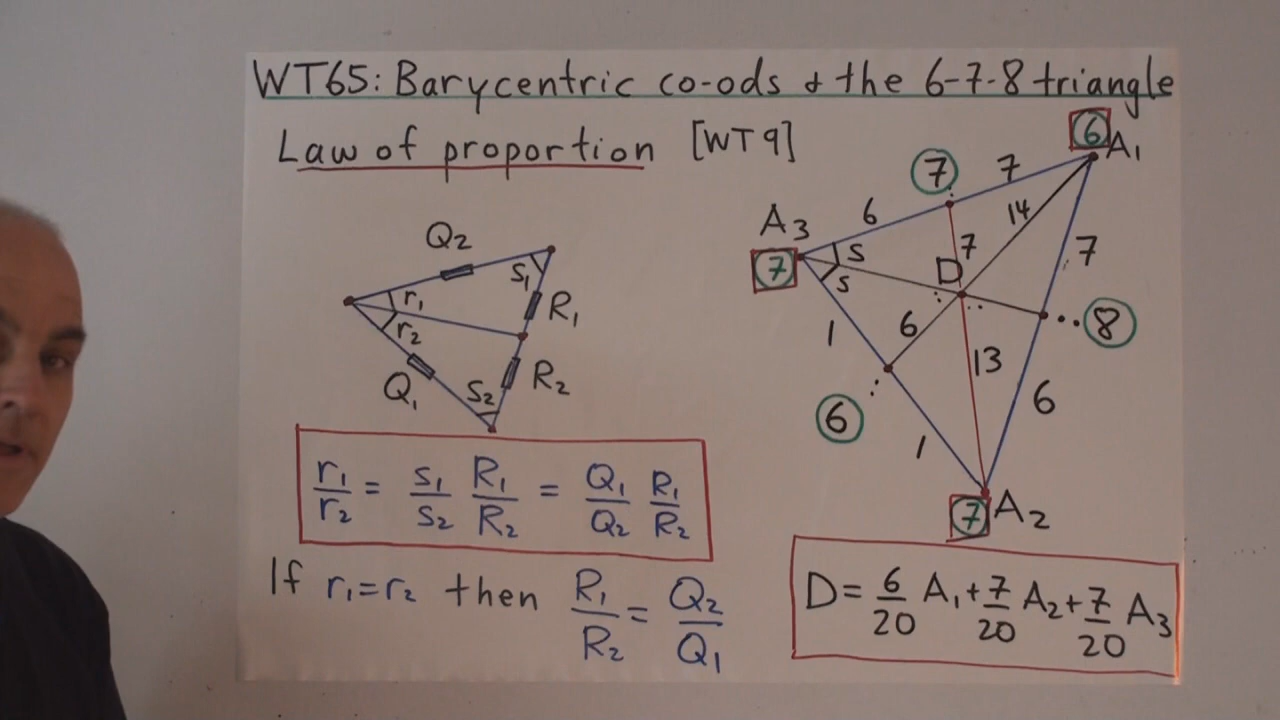 WT65: Barycentric co-ods & the 6-7-8 triangle
Law of proportion [WT9]
Q₂
s₁
r₁
R₁
r₂
Q₁
s₂
R₂
r₁/r₂ = s₁/s₂ R₁/R₂ = Q₁/Q₂ R₁/R₂
If r₁=r₂ then R₁/R₂ = Q₂/Q₁
6 A₁
7
7
6
14
A₃
7
s
s
7
D
7
8
1
6
13
6
6
1
7 A₂
D = 6/20 A₁ + 7/20 A₂ + 7/20 A₃